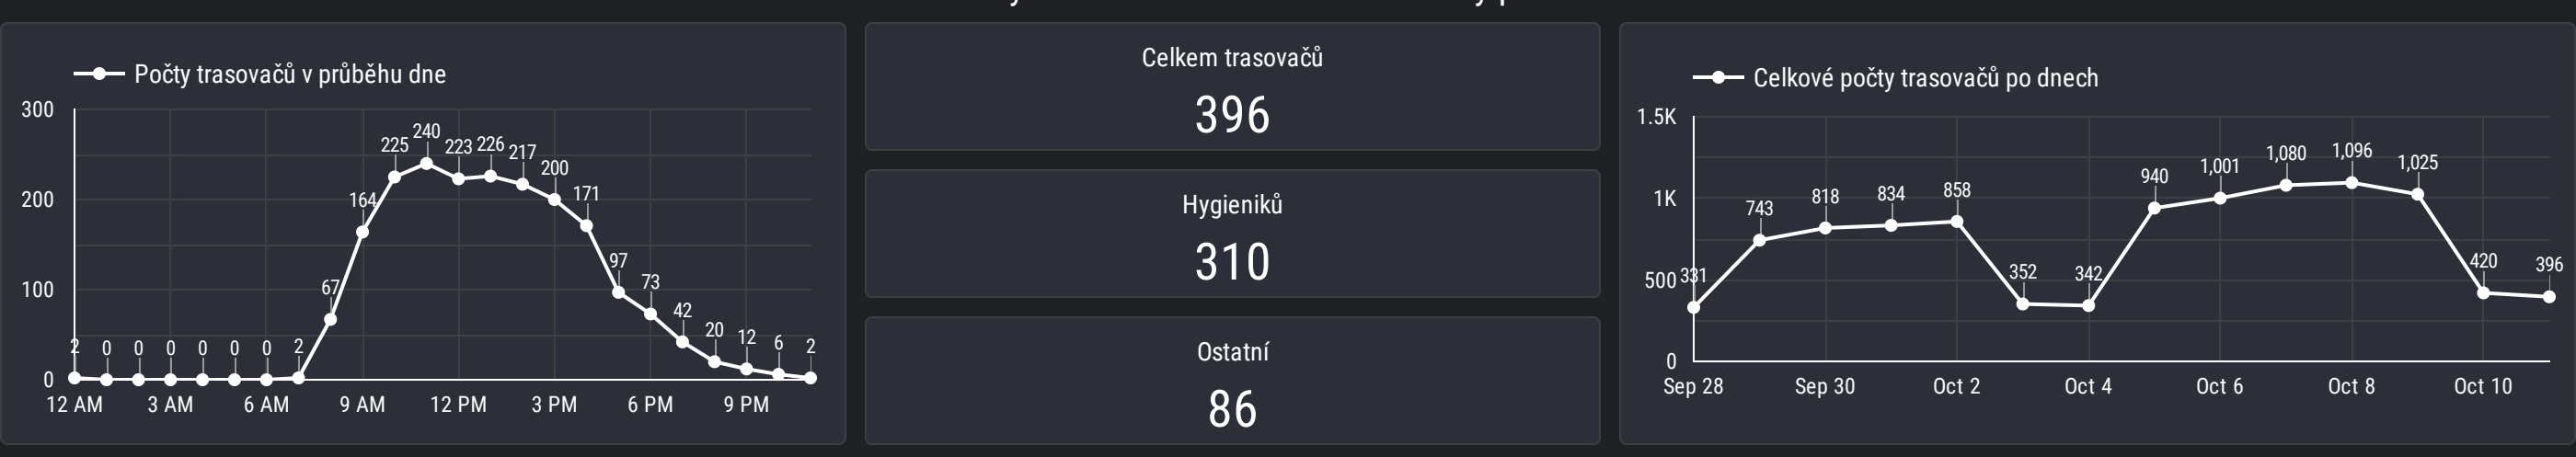 Počty trasovačů v průběhu dne
300
200
100
0
2 0 0 0 0 0 0 2 67 164 225 240 223 226 217 200 171 97 73 42 20 12 6 2
12 AM 3 AM 6 AM 9 AM 12 PM 3 PM 6 PM 9 PM
Celkem trasovačů
396
Hygieniků
310
Ostatní
86
Celkové počty trasovačů po dnech
1.5K
1K
500
0
331 743 818 834 858 352 342 940 1,001 1,080 1,096 1,025 420 396
Sep 28 Sep 30 Oct 2 Oct 4 Oct 6 Oct 8 Oct 10